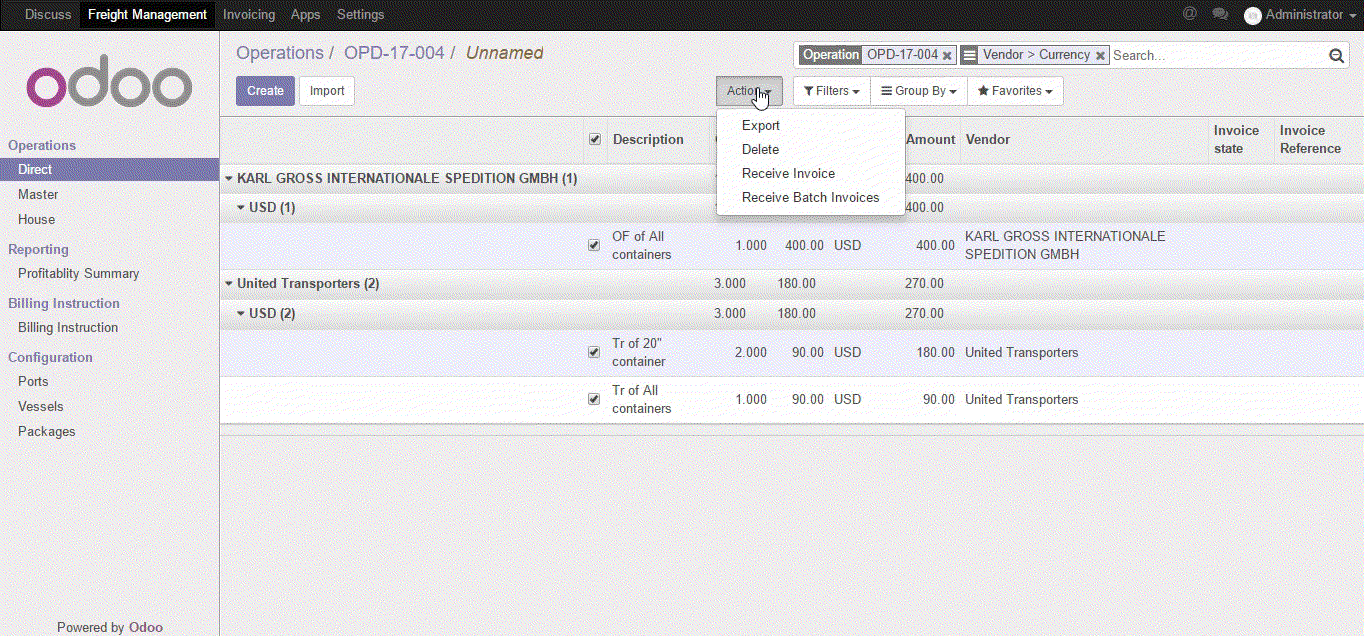 Discuss Freight Management Invoicing Apps Settings Administrator
odoo
Operations / OPD-17-004 / Unnamed
Operation OPD-17-004 Vendor > Currency Search...
Create Import Action Filters Group By Favorites
Export
Delete
Receive Invoice
Receive Batch Invoices
Operations
Direct
Master
House
Reporting
Profitablity Summary
Billing Instruction
Billing Instruction
Configuration
Ports
Vessels
Packages
Powered by Odoo
Description Amount Vendor Invoice state Invoice Reference
KARL GROSS INTERNATIONALE SPEDITION GMBH (1) 400.00
USD (1) 400.00
OF of All containers 1.000 400.00 USD 400.00 KARL GROSS INTERNATIONALE SPEDITION GMBH
United Transporters (2) 3.000 180.00 270.00
USD (2) 3.000 180.00 270.00
Tr of 20" container 2.000 90.00 USD 180.00 United Transporters
Tr of All containers 1.000 90.00 USD 90.00 United Transporters